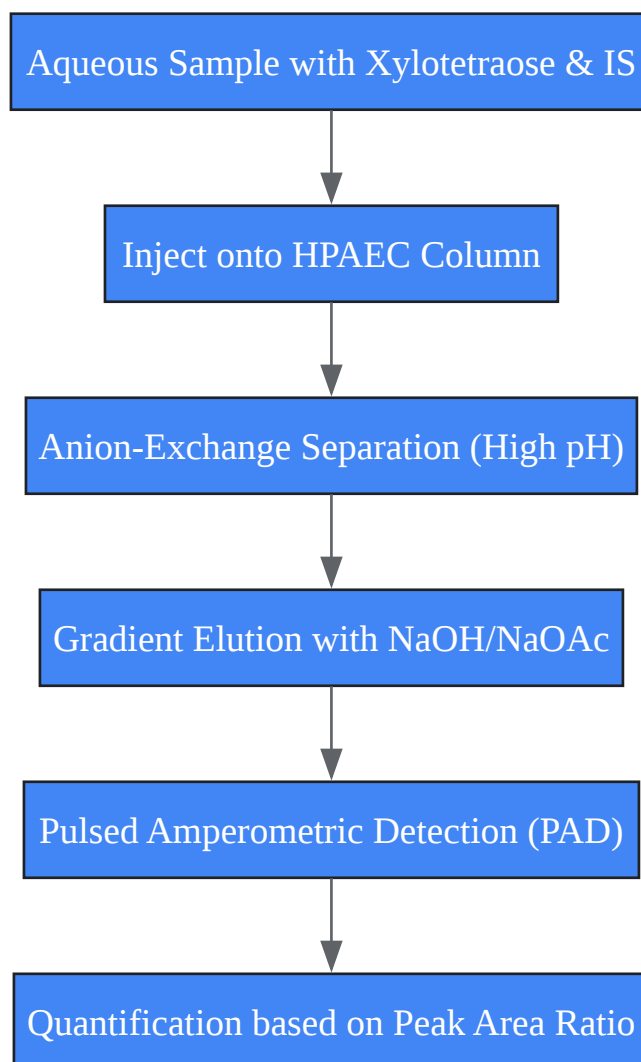 Aqueous Sample with Xylotetraose & IS
Inject onto HPAEC Column
Anion-Exchange Separation (High pH)
Gradient Elution with NaOH/NaOAc
Pulsed Amperometric Detection (PAD)
Quantification based on Peak Area Ratio